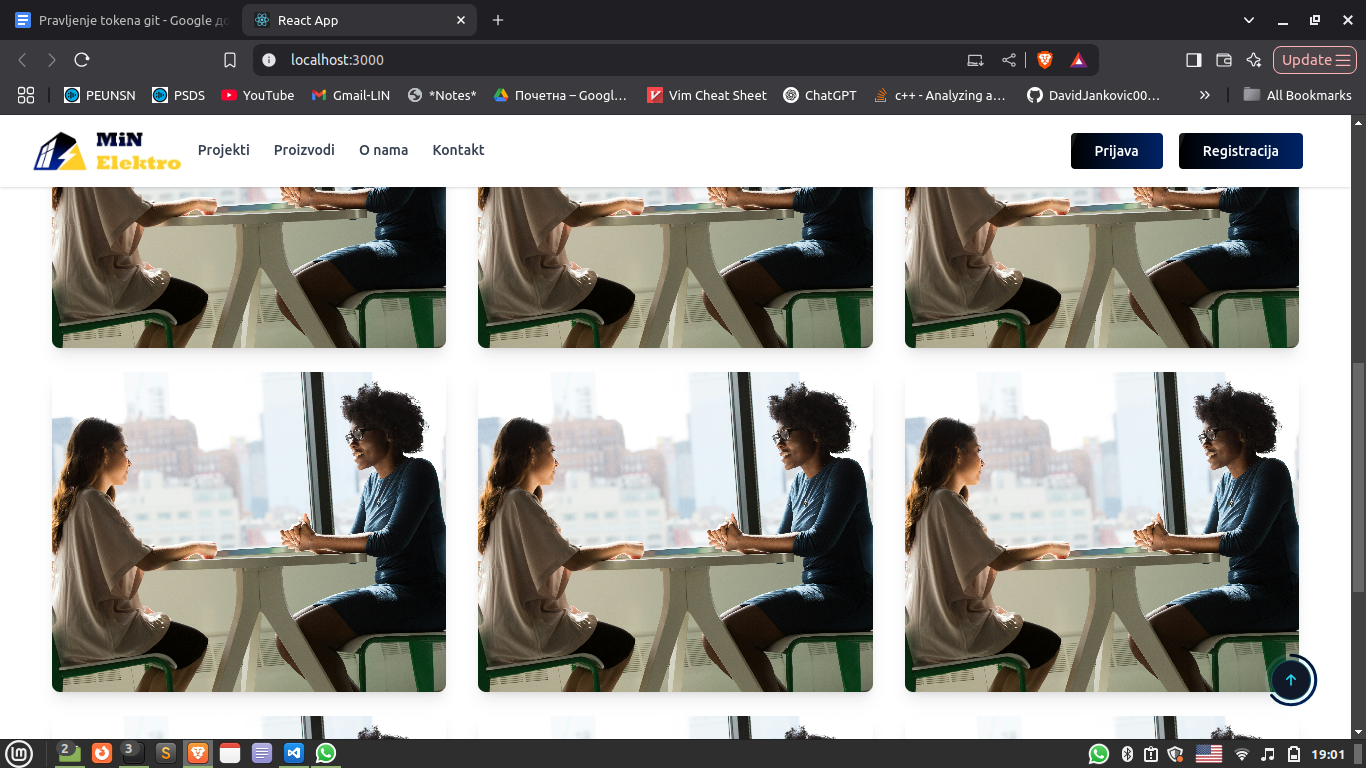 Pravljenje tokena git - Google до
React App
localhost:3000
Update
PEUNSN
PSDS
YouTube
Gmail-LIN
*Notes*
Почетна – Googl…
Vim Cheat Sheet
ChatGPT
c++ - Analyzing a…
DavidJankovic00…
»
All Bookmarks
MiN
Elektro
Projekti
Proizvodi
O nama
Kontakt
Prijava
Registracija
lm
2
3
S
19:01